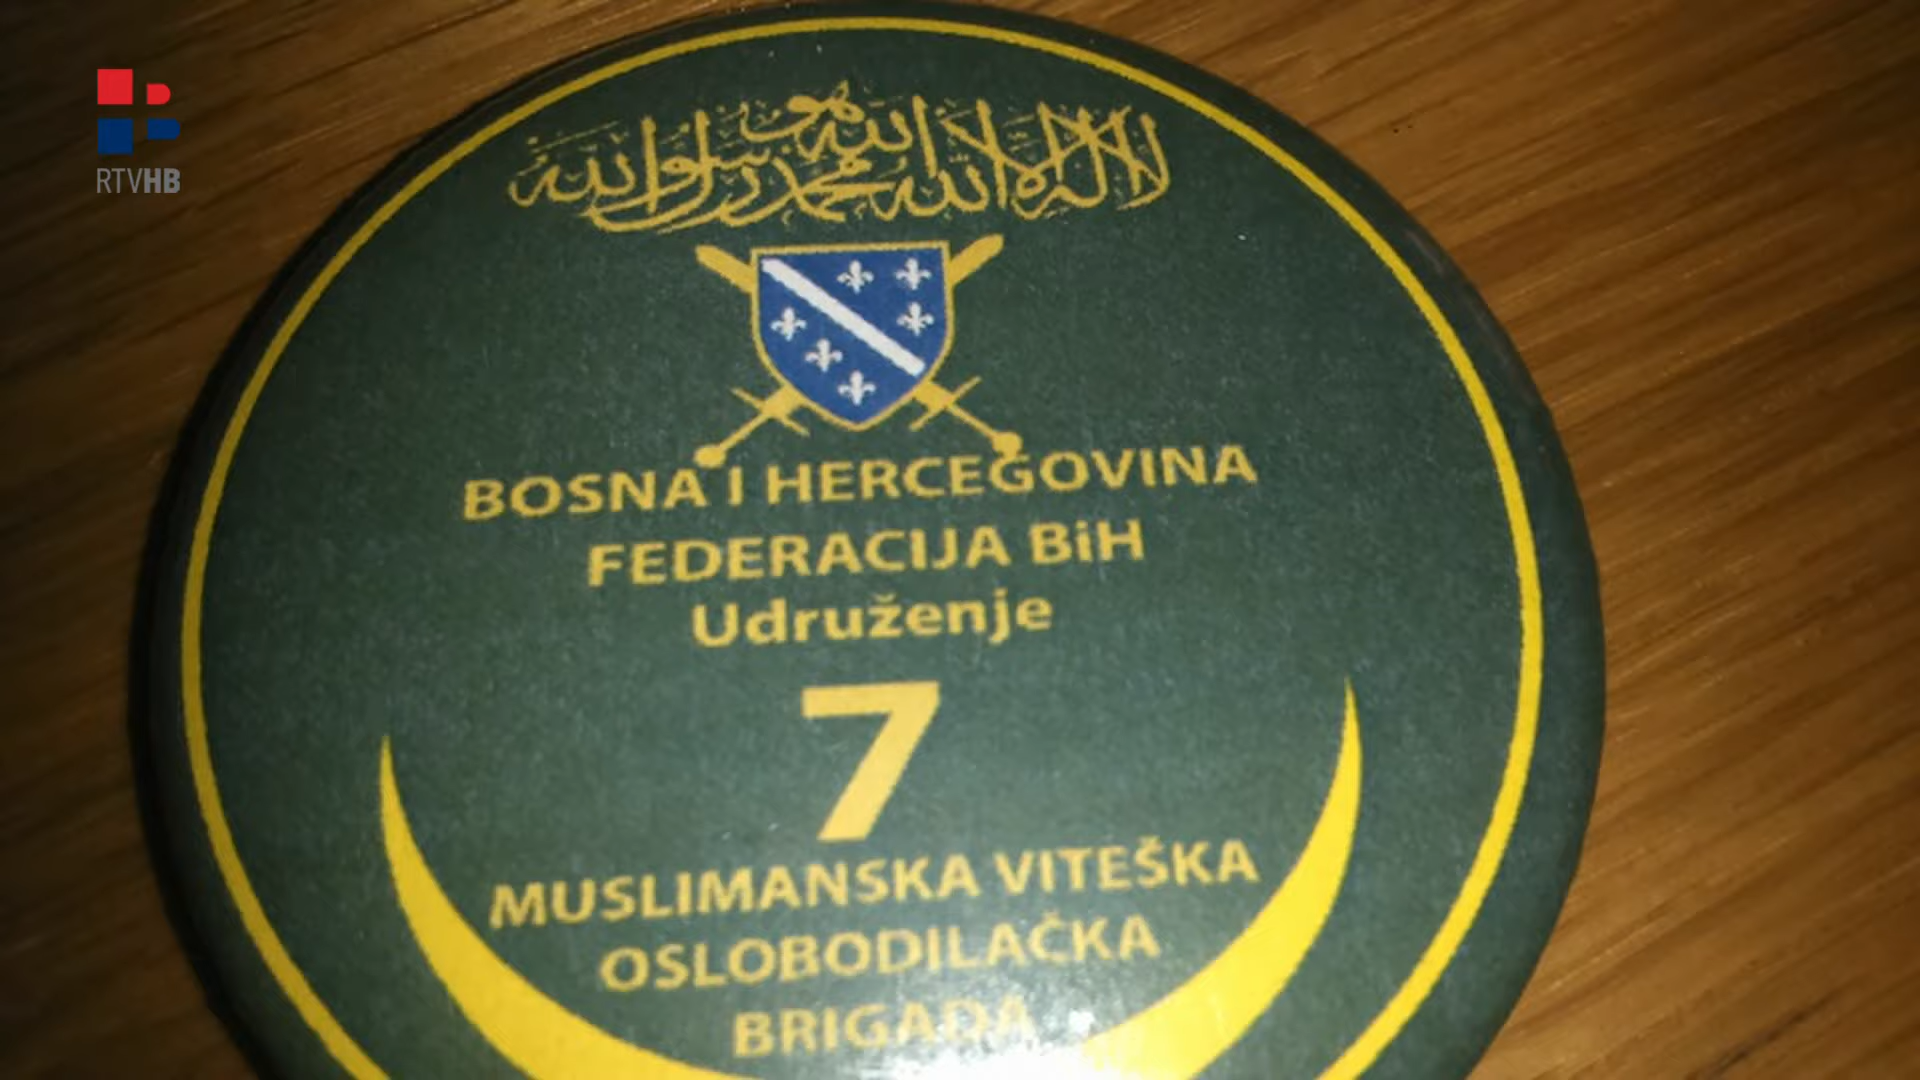 RTVHB
لا إله إلا الله محمد رسول الله
BOSNA I HERCEGOVINA
FEDERACIJA BiH
Udruženje
7
MUSLIMANSKA VITEŠKA
OSLOBODILAČKA
BRIGADA